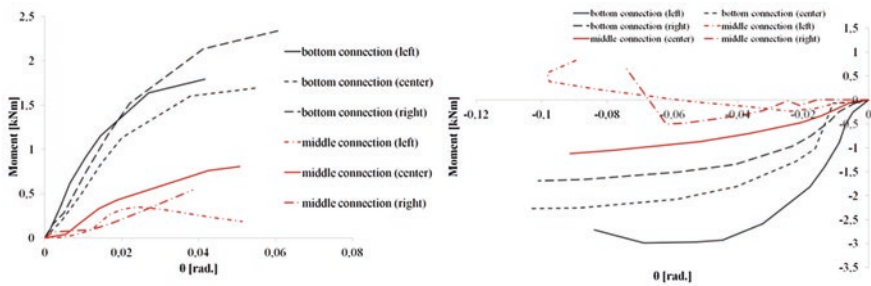 2.5
2
1.5
1
0,5
0
Moment [kNm]
0
0,02
0,04
0,06
0,08
θ [rad.]
bottom connection (left)
bottom connection (center)
bottom connection (right)
middle connection (left)
middle connection (center)
middle connection (right)
bottom connection (left)
bottom connection (center)
bottom connection (right)
middle connection (left)
middle connection (center)
middle connection (right)
1,5
1
0,5
0
-0,5
-1
-1,5
-2
-2,5
-3
-3,5
Moment [kNm]
-0.12
-0.1
-0.08
-0.06
-0.04
-0.02
0
θ [rad.]